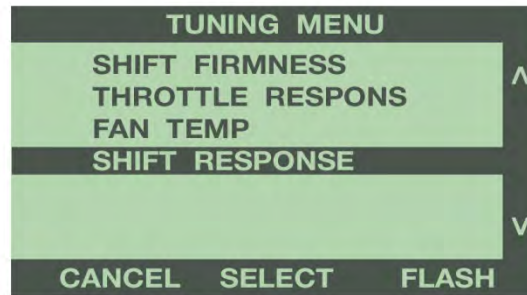 TUNING MENU
SHIFT FIRMNESS
THROTTLE RESPONS
FAN TEMP
SHIFT RESPONSE
CANCEL SELECT FLASH